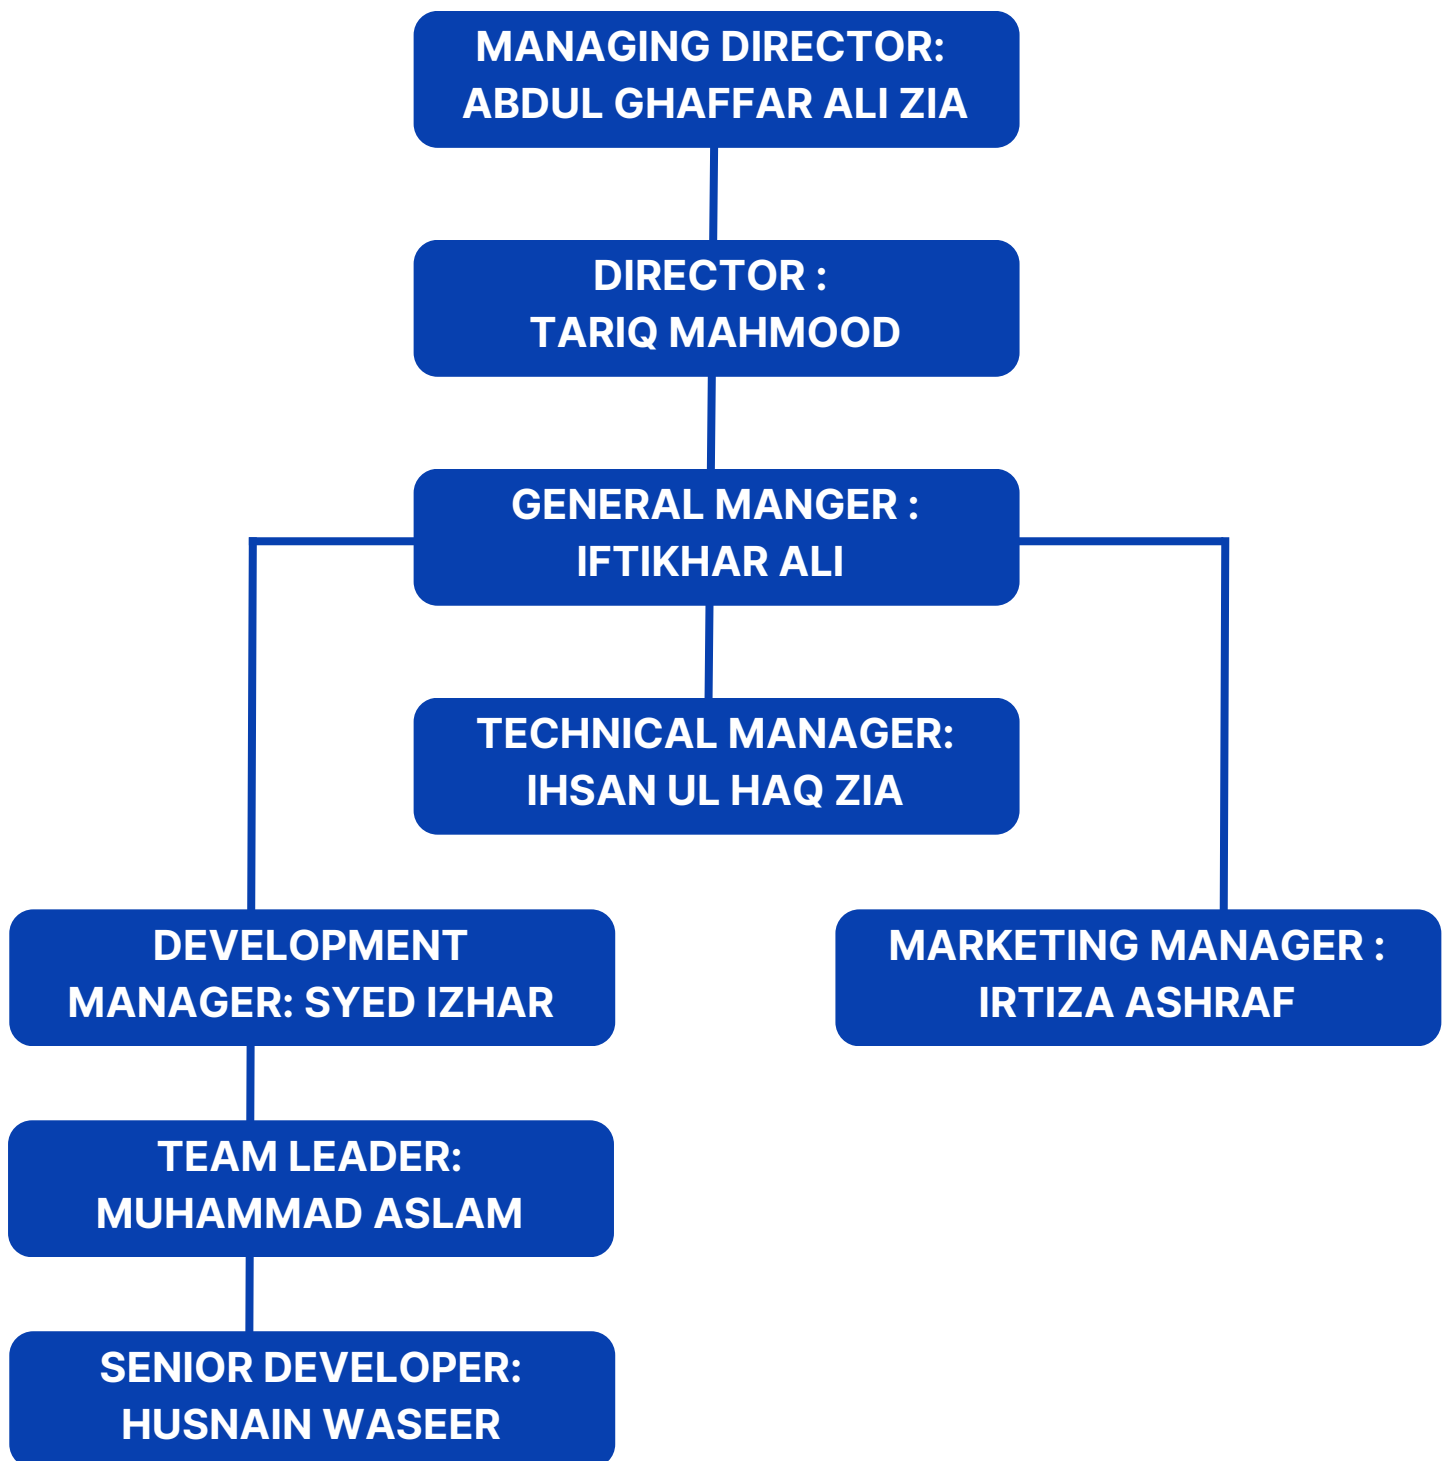 MANAGING DIRECTOR:
ABDUL GHAFFAR ALI ZIA
DIRECTOR :
TARIQ MAHMOOD
GENERAL MANGER :
IFTIKHAR ALI
TECHNICAL MANAGER:
IHSAN UL HAQ ZIA
DEVELOPMENT
MANAGER: SYED IZHAR
MARKETING MANAGER :
IRTIZA ASHRAF
TEAM LEADER:
MUHAMMAD ASLAM
SENIOR DEVELOPER:
HUSNAIN WASEER